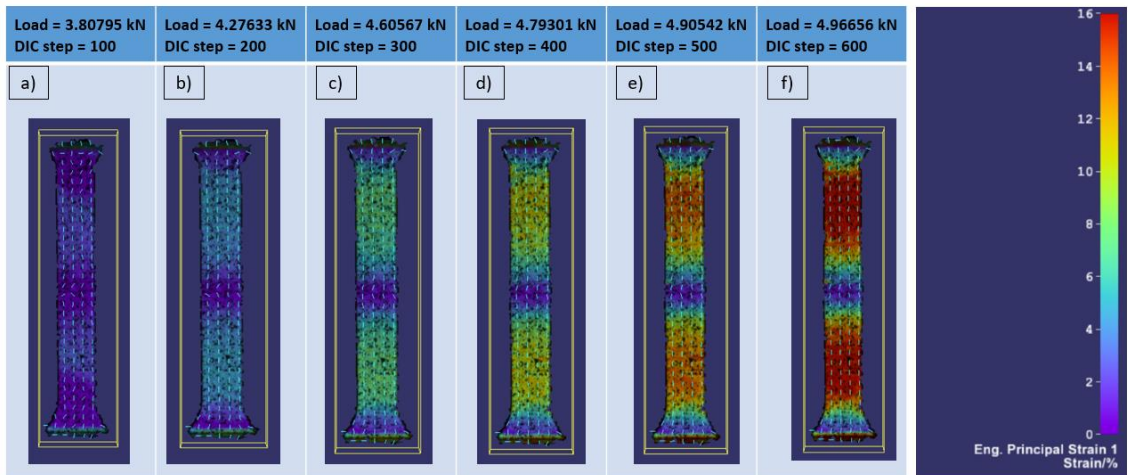 Load = 3.80795 kN
DIC step = 100
Load = 4.27633 kN
DIC step = 200
Load = 4.60567 kN
DIC step = 300
Load = 4.79301 kN
DIC step = 400
Load = 4.90542 kN
DIC step = 500
Load = 4.96656 kN
DIC step = 600
a)
b)
c)
d)
e)
f)
16
14
12
10
8
6
4
2
0
Eng. Principal Strain 1
Strain/%